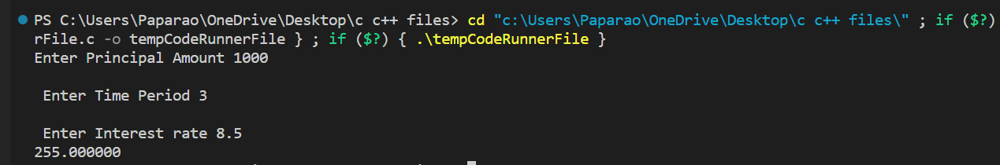 PS C:\Users\Paparao\OneDrive\Desktop\c c++ files> cd "c:\Users\Paparao\OneDrive\Desktop\c c++ files\" ; if ($?)
rFile.c -o tempCodeRunnerFile } ; if ($?) { .\tempCodeRunnerFile }
Enter Principal Amount 1000
Enter Time Period 3
Enter Interest rate 8.5
255.000000